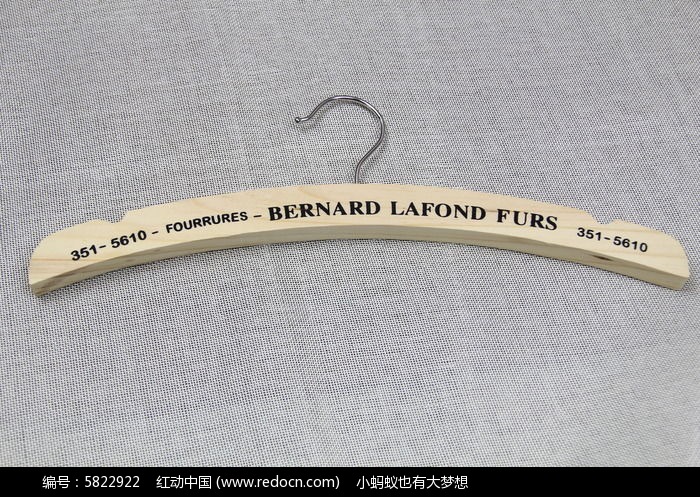 351-5610 - FOURRURES - BERNARD LAFOND FURS 351-5610
编号：5822922 红动中国 (www.redocn.com) 小蚂蚁也有大梦想